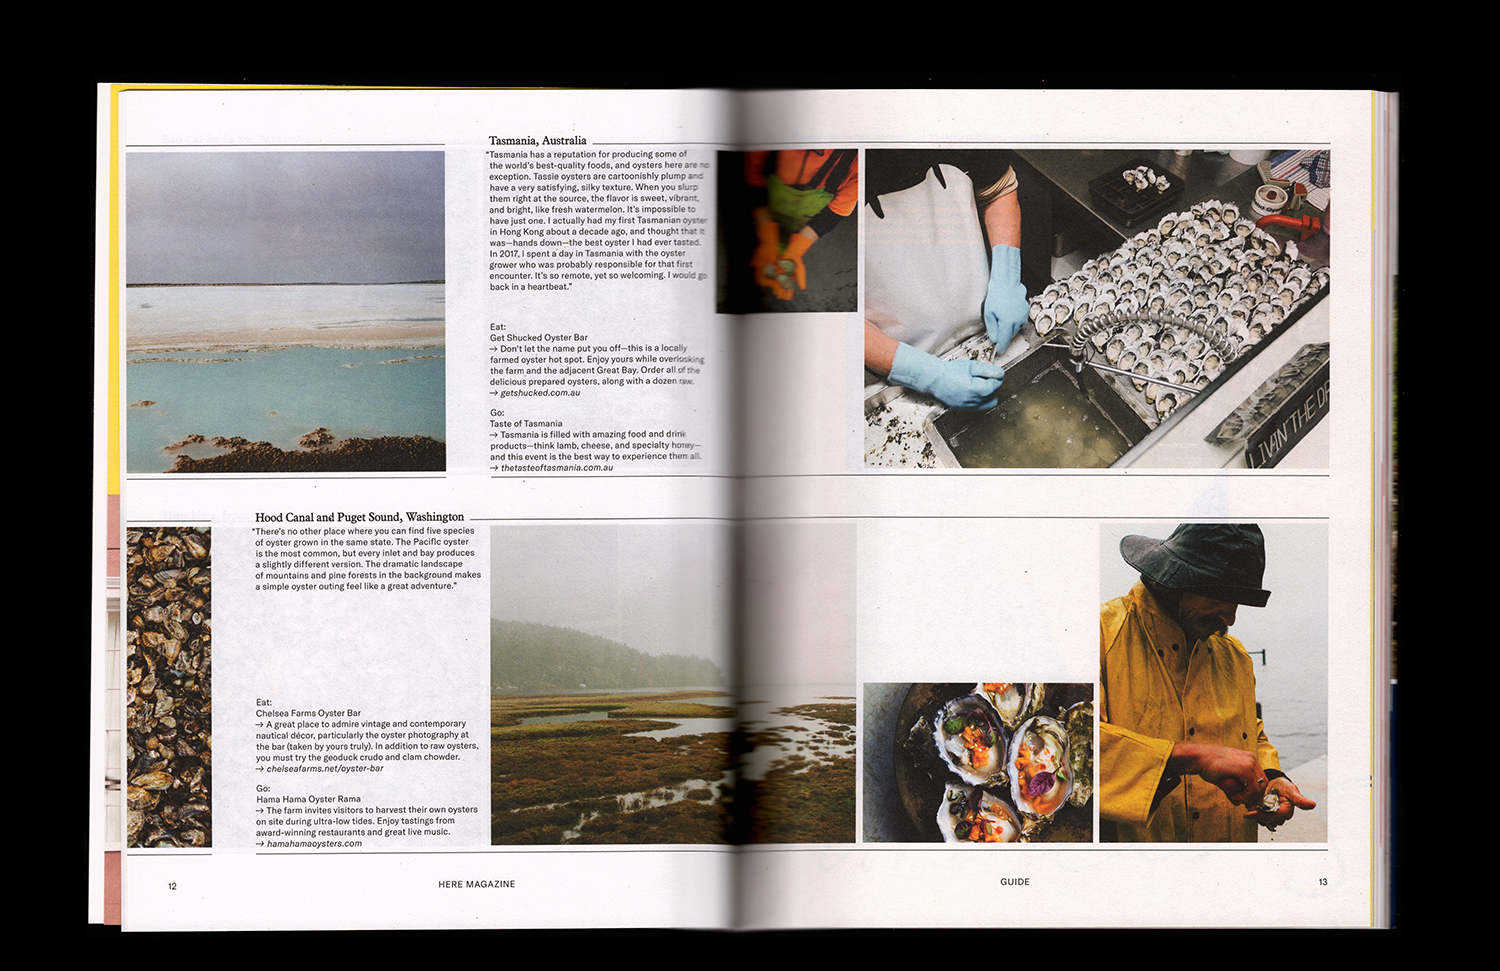 Tasmania, Australia
“Tasmania has a reputation for producing some of
the world’s best-quality foods, and oysters here are no
exception. Tassie oysters are cartoonishly plump and
have a very satisfying, silky texture. When you slurp
them right at the source, the flavor is sweet, vibrant,
and bright, like fresh watermelon. It’s impossible to
have just one. I actually had my first Tasmanian oyster
in Hong Kong about a decade ago, and thought that it
was—hands down—the best oyster I had ever tasted.
In 2017, I spent a day in Tasmania with the oyster
grower who was probably responsible for that first
encounter. It’s so remote, yet so welcoming. I would go
back in a heartbeat.”
Eat:
Get Shucked Oyster Bar
→ Don’t let the name put you off—this is a locally
farmed oyster hot spot. Enjoy yours while overlooking
the farm and the adjacent Great Bay. Order all of the
delicious prepared oysters, along with a dozen raw.
→ getshucked.com.au
Go:
Taste of Tasmania
→ Tasmania is filled with amazing food and drink
products—think lamb, cheese, and specialty honey—
and this event is the best way to experience them all.
→ thetasteoftasmania.com.au
LIVIN' THE
Hood Canal and Puget Sound, Washington
“There’s no other place where you can find five species
of oyster grown in the same state. The Pacific oyster
is the most common, but every inlet and bay produces
a slightly different version. The dramatic landscape
of mountains and pine forests in the background makes
a simple oyster outing feel like a great adventure.”
Eat:
Chelsea Farms Oyster Bar
→ A great place to admire vintage and contemporary
nautical décor, particularly the oyster photography at
the bar (taken by yours truly). In addition to raw oysters,
you must try the geoduck crudo and clam chowder.
→ chelseafarms.net/oyster-bar
Go:
Hama Hama Oyster Rama
→ The farm invites visitors to harvest their own oysters
on site during ultra-low tides. Enjoy tastings from
award-winning restaurants and great live music.
→ hamahamaoysters.com
12
HERE MAGAZINE
GUIDE
13